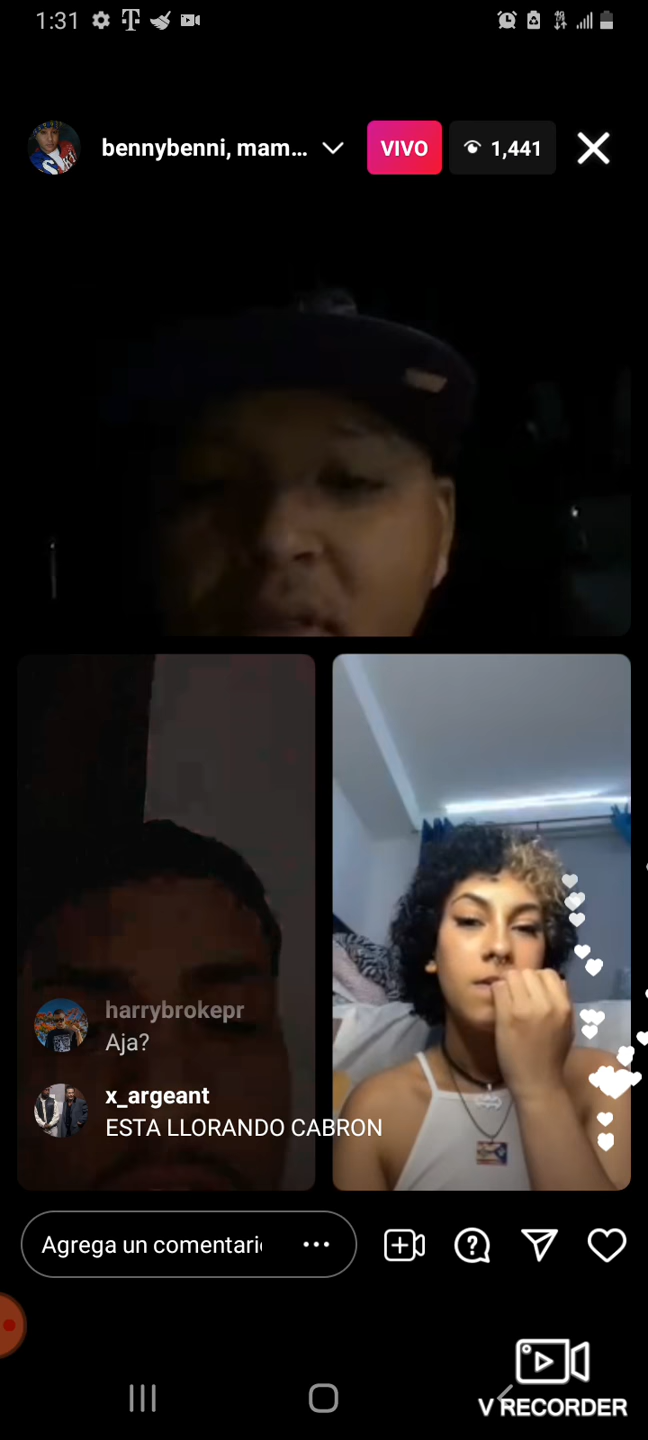 1:31
bennybenni, mam...
VIVO
1,441
harrybrokepr
Aja?
x_argeant
ESTA LLORANDO CABRON
Agrega un comentari
V RECORDER